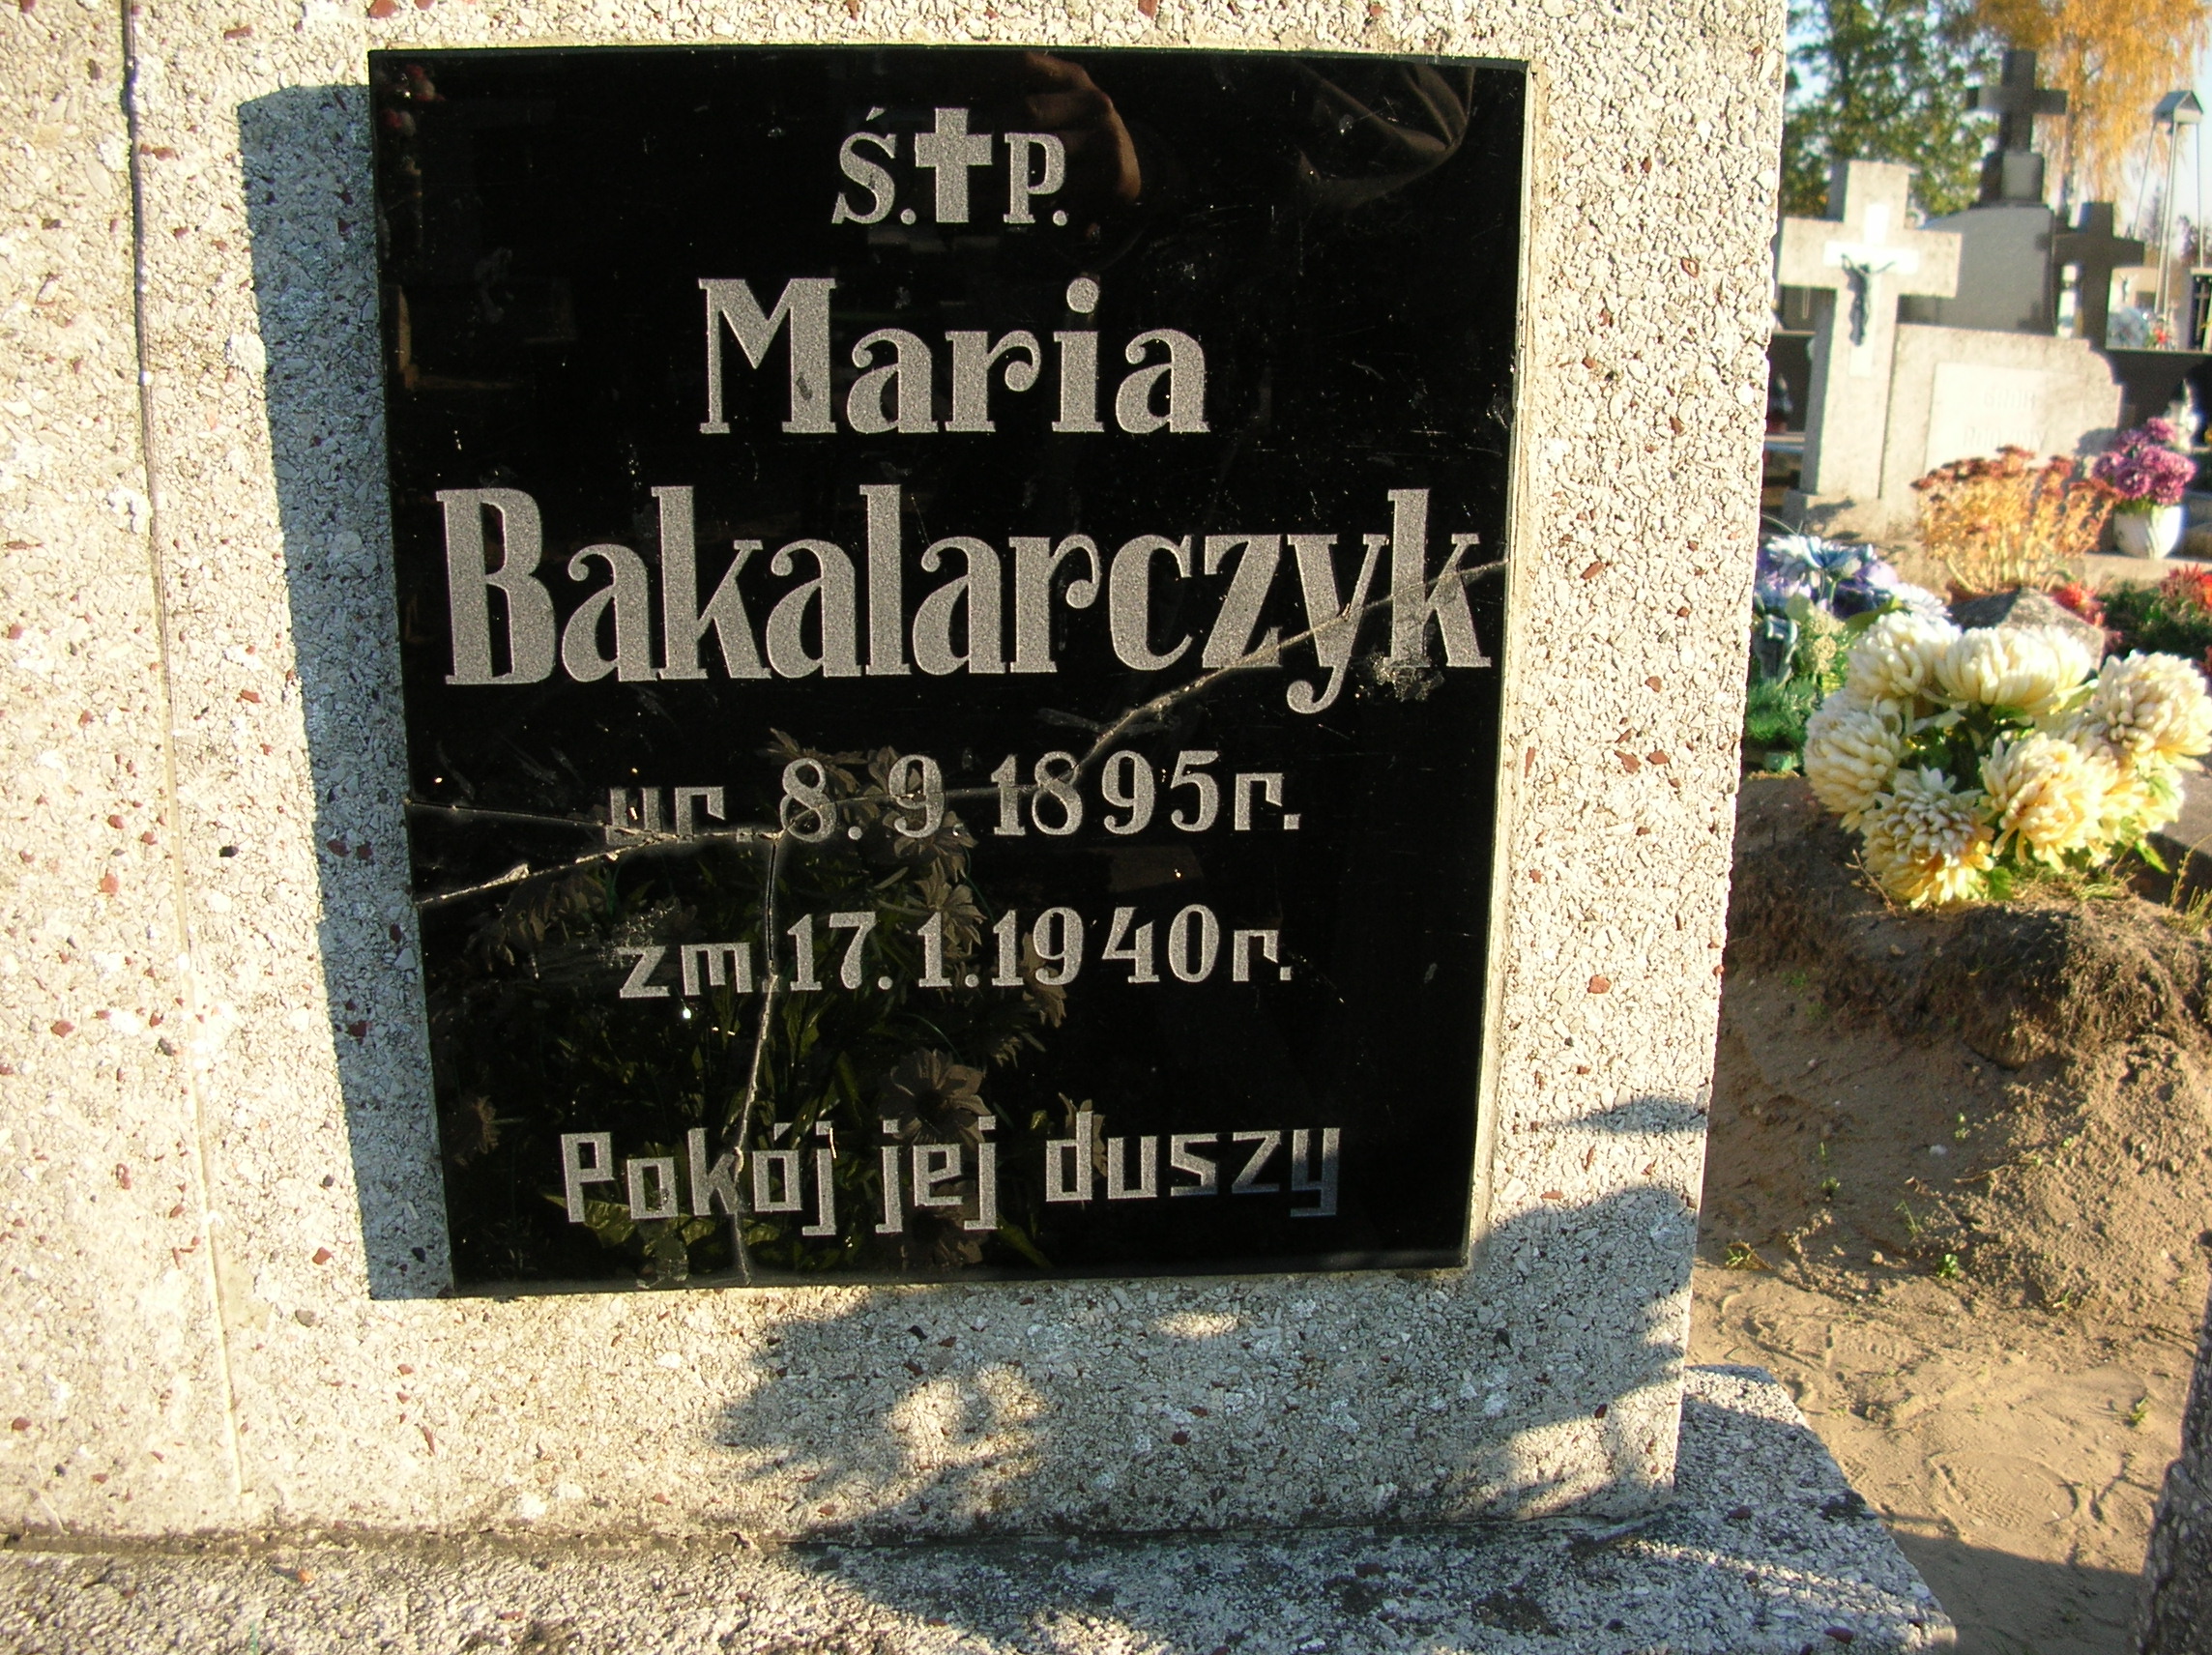 Ś.✝P.
Maria
Bakalarczyk
ur. 8.9.1895r.
zm.17.1.1940r.
Pokój jej duszy